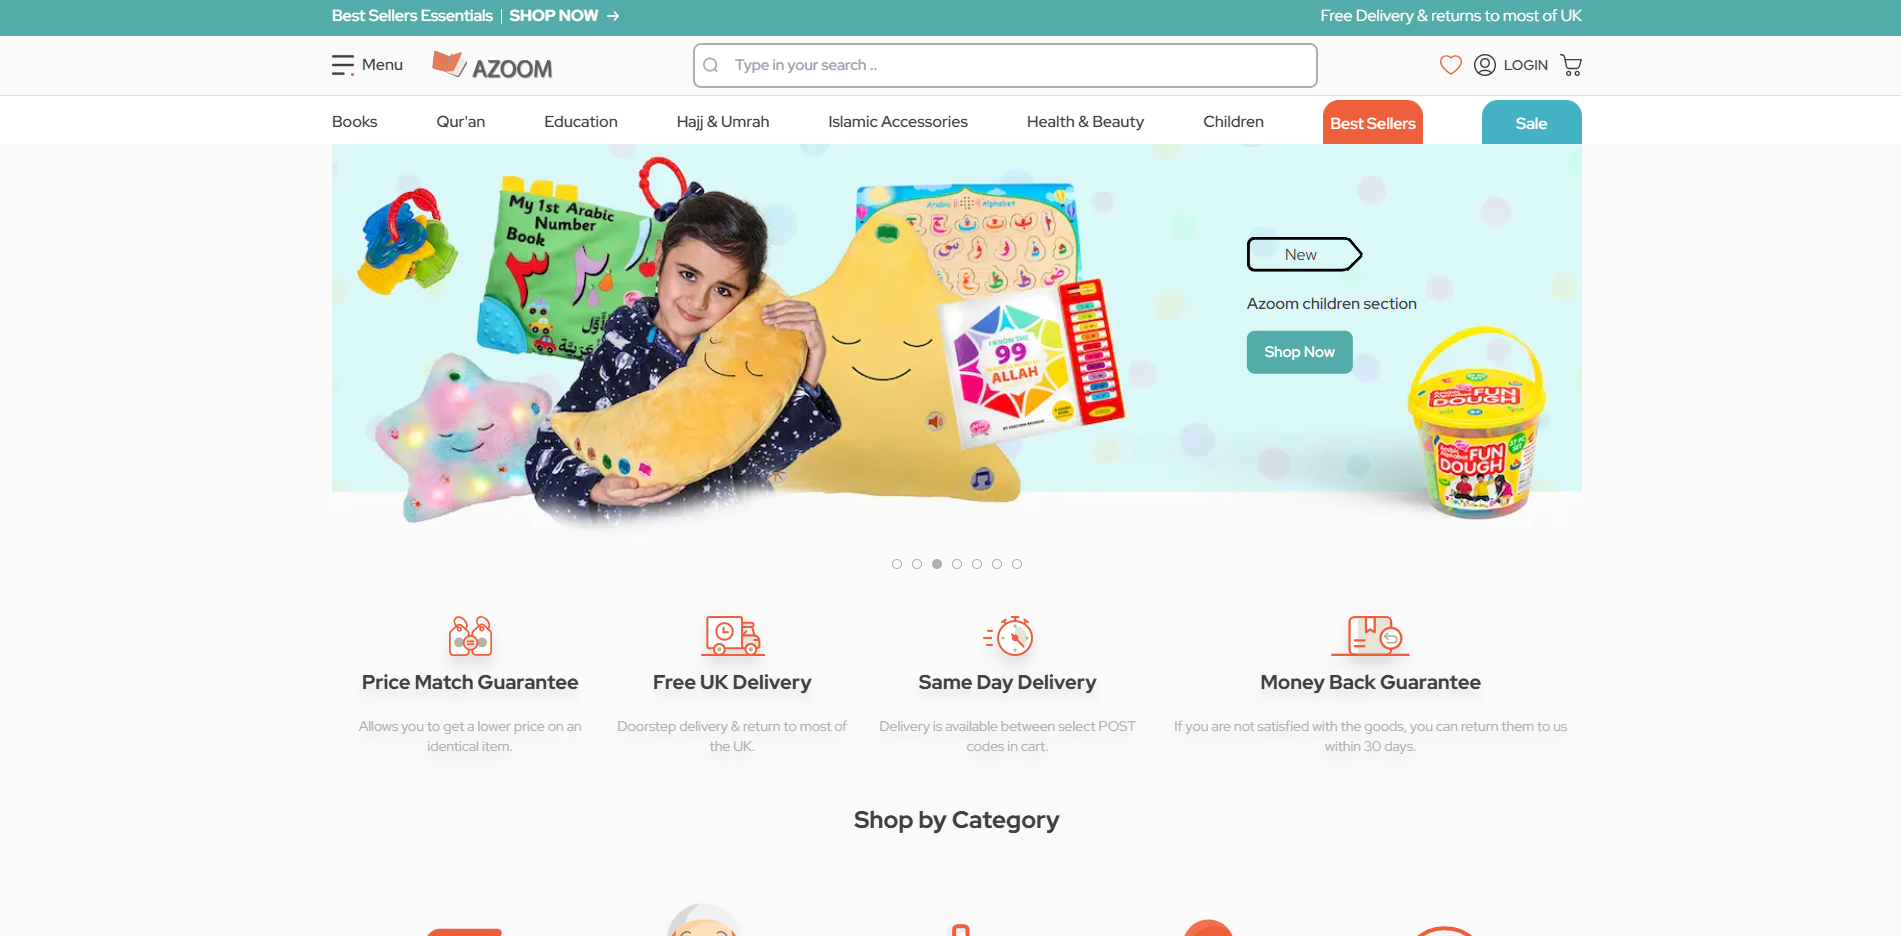 Best Sellers Essentials | SHOP NOW →
Free Delivery & returns to most of UK
Menu
AZOOM
Type in your search ..
LOGIN
Books
Qur'an
Education
Hajj & Umrah
Islamic Accessories
Health & Beauty
Children
Best Sellers
Sale
My 1st Arabic
Number
Book
Arabic Alphabet
I KNOW THE
99
ALLAH
New
Azoom children section
Shop Now
FUN
DOUGH
Arabic
Alphabet
FUN
DOUGH
Price Match Guarantee
Allows you to get a lower price on an
identical item.
Free UK Delivery
Doorstep delivery & return to most of
the UK.
Same Day Delivery
Delivery is available between select POST
codes in cart.
Money Back Guarantee
If you are not satisfied with the goods, you can return them to us
within 30 days.
Shop by Category